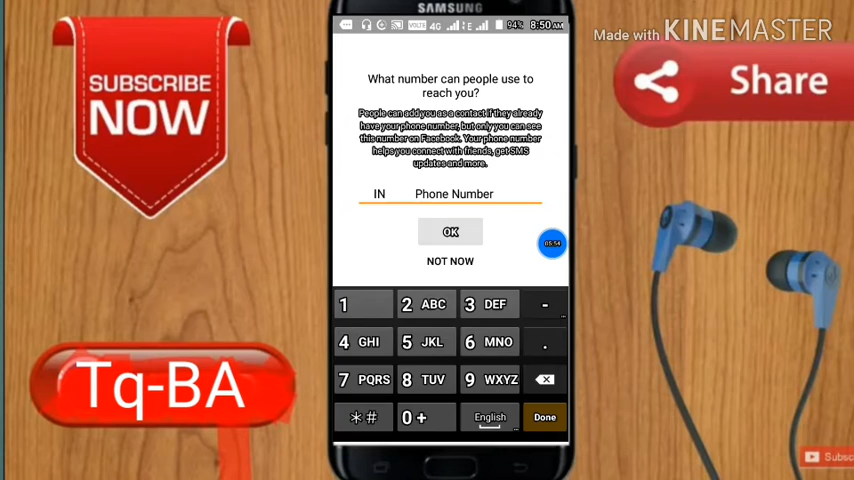 SAMSUNG
VOLTE 4G E 94% 8:50 AM
Made with KINEMASTER
SUBSCRIBE
NOW
Share
What number can people use to
reach you?
People can add you as a contact if they already
have your phone number, but only you can see
this number on Facebook. Your phone number
helps you connect with friends, get SMS
updates and more.
IN Phone Number
OK
05:54
NOT NOW
1 2 ABC 3 DEF -
4 GHI 5 JKL 6 MNO .
7 PQRS 8 TUV 9 WXYZ
*# 0+ English Done
Tq-BA